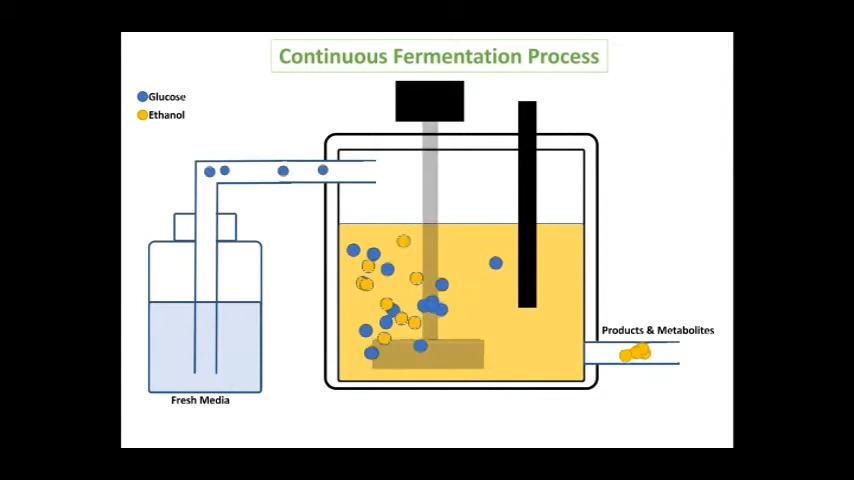 Continuous Fermentation Process
Glucose
Ethanol
Products & Metabolites
Fresh Media